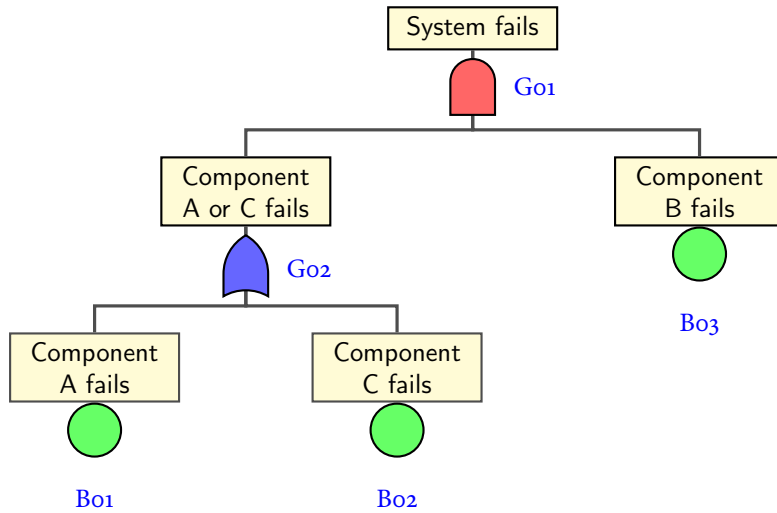 System fails
G01
Component
A or C fails
Component
B fails
G02
B03
Component
A fails
Component
C fails
B01
B02